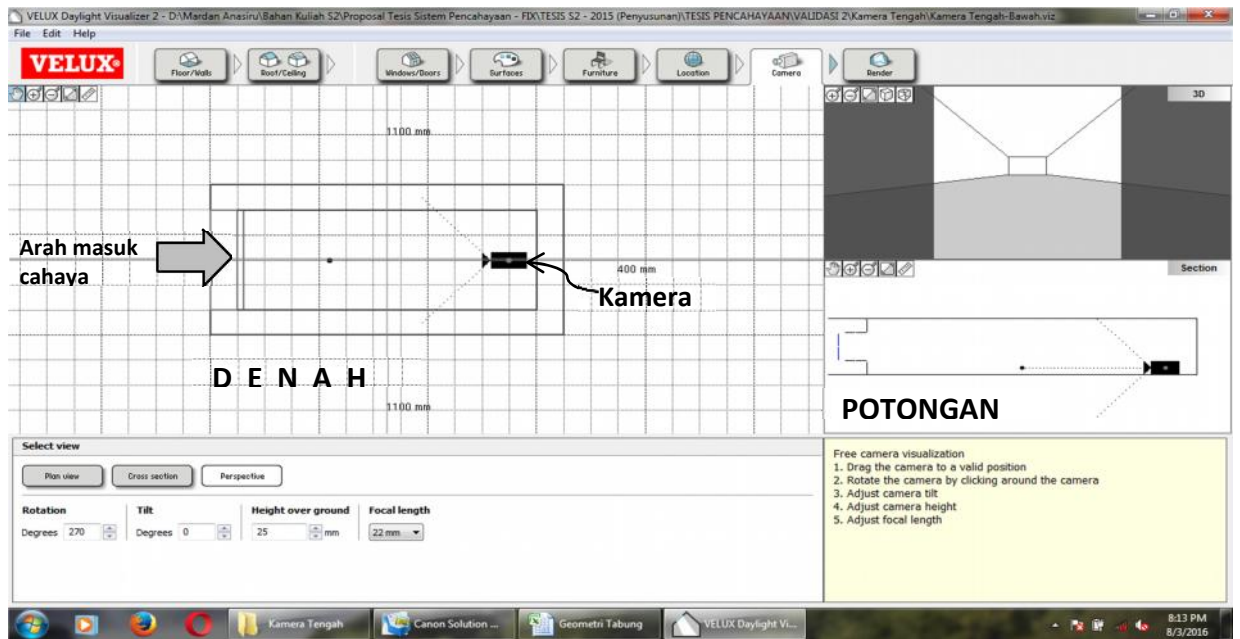 VELUX Daylight Visualizer 2 - D:\Mardan Anasiru\Bahan Kuliah S2\Proposal Tesis Sistem Pencahayaan - FIX\TESIS S2 - 2015 (Penyusunan)\TESIS PENCAHAYAAN\VALIDASI 2\Kamera Tengah\Kamera Tengah-Bawah.viz
File Edit Help
VELUX
Floor/Walls
Roof/Ceiling
Windows/Doors
Surfaces
Furniture
Location
Camera
Render
3D
1100 mm
Arah masuk
cahaya
400 mm
Kamera
Section
D E N A H
1100 mm
POTONGAN
Select view
Plan view
Cross section
Perspective
Rotation
Tilt
Height over ground
Focal length
Degrees 270
Degrees 0
25 mm
22 mm
Free camera visualization
1. Drag the camera to a valid position
2. Rotate the camera by clicking around the camera
3. Adjust camera tilt
4. Adjust camera height
5. Adjust focal length
Kamera Tengah
Canon Solution ...
Geometri Tabung
VELUX Daylight Vi...
8:13 PM
8/3/2016